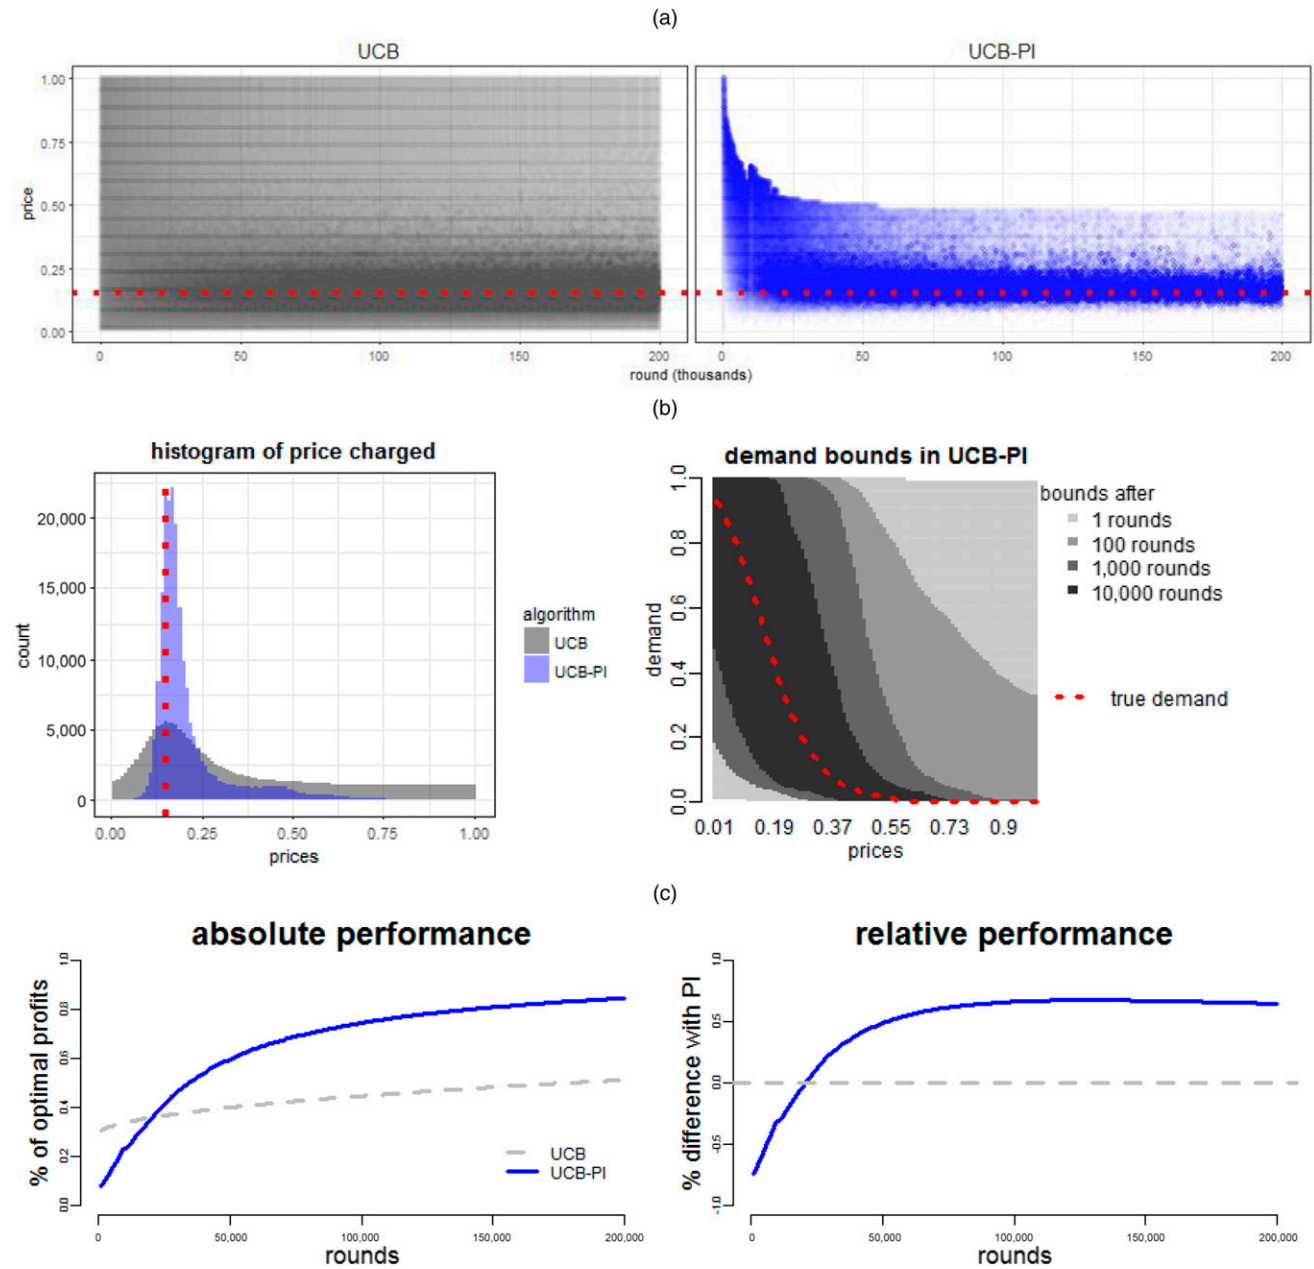 (a)
UCB
UCB-PI
1.00
0.75
0.50
0.25
0.00
price
0 50 100 150 200 0 50 100 150 200
round (thousands)
(b)
histogram of price charged
20,000
15,000
10,000
5,000
0
count
0.00 0.25 0.50 0.75 1.00
prices
algorithm
UCB
UCB-PI
demand bounds in UCB-PI
1.0
0.8
0.6
0.4
0.2
0.0
demand
0.01 0.19 0.37 0.55 0.73 0.9
prices
bounds after
1 rounds
100 rounds
1,000 rounds
10,000 rounds
true demand
(c)
absolute performance
1.0
0.8
0.6
0.4
0.2
0.0
% of optimal profits
UCB
UCB-PI
0 50,000 100,000 150,000 200,000
rounds
relative performance
1.0
0.5
0.0
-0.5
-1.0
% difference with PI
0 50,000 100,000 150,000 200,000
rounds